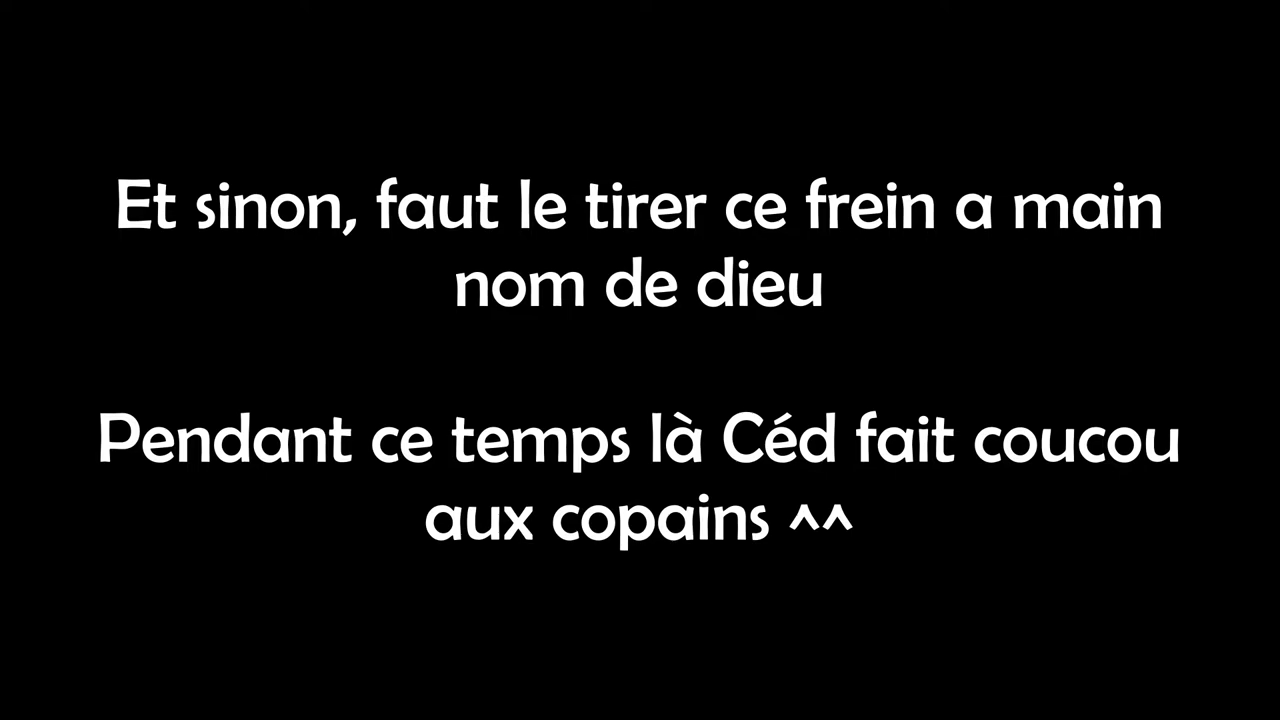 Et sinon, faut le tirer ce frein a main
nom de dieu
Pendant ce temps là Céd fait coucou
aux copains ^^